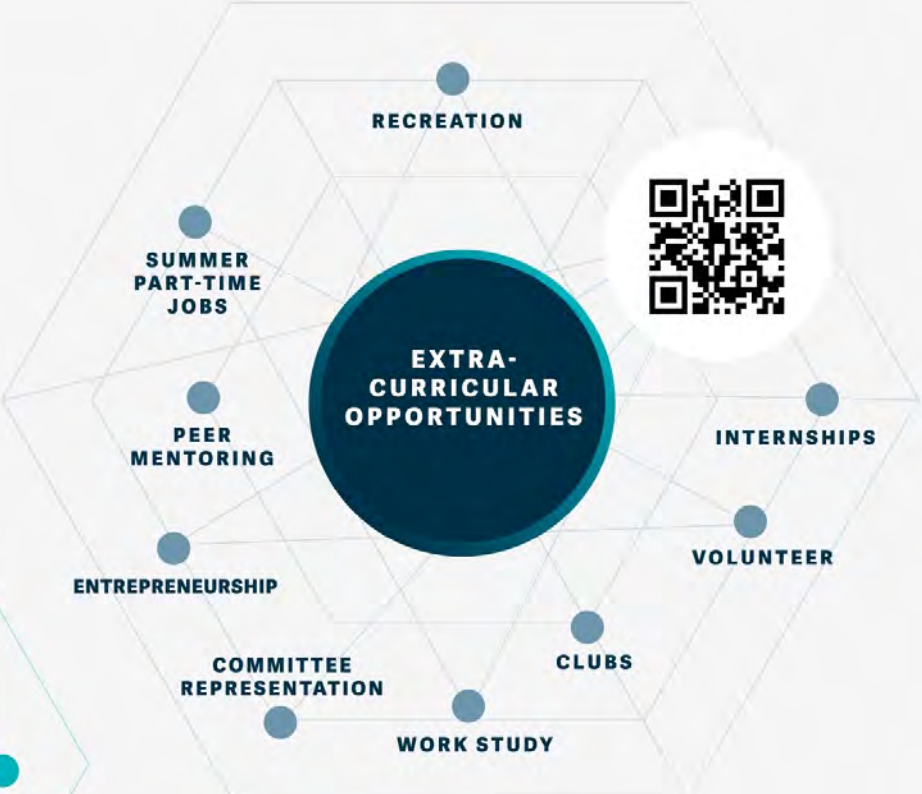 RECREATION
SUMMER
PART-TIME
JOBS
EXTRA-
CURRICULAR
OPPORTUNITIES
PEER
MENTORING
INTERNSHIPS
ENTREPRENEURSHIP
VOLUNTEER
COMMITTEE
REPRESENTATION
CLUBS
WORK STUDY